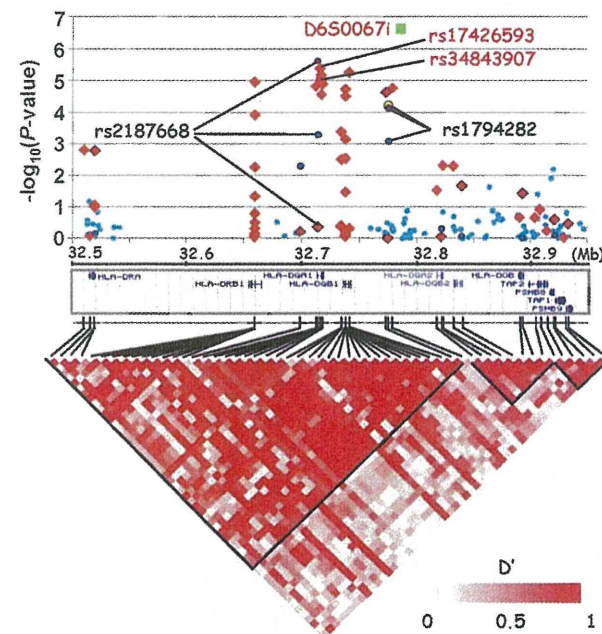 D6S0067i
rs17426593
rs34843907
rs2187668
rs1794282
-log10(P-value)
7
6
5
4
3
2
1
0
32.5
32.6
32.7
32.8
32.9
(Mb)
HLA-DRA
HLA-DRB1
HLA-DQA1
HLA-DQB1
HLA-DQA2
HLA-DQB2
HLA-DOB
TAP2
PSMB8
TAP1
PSMB9
D'
0
0.5
1